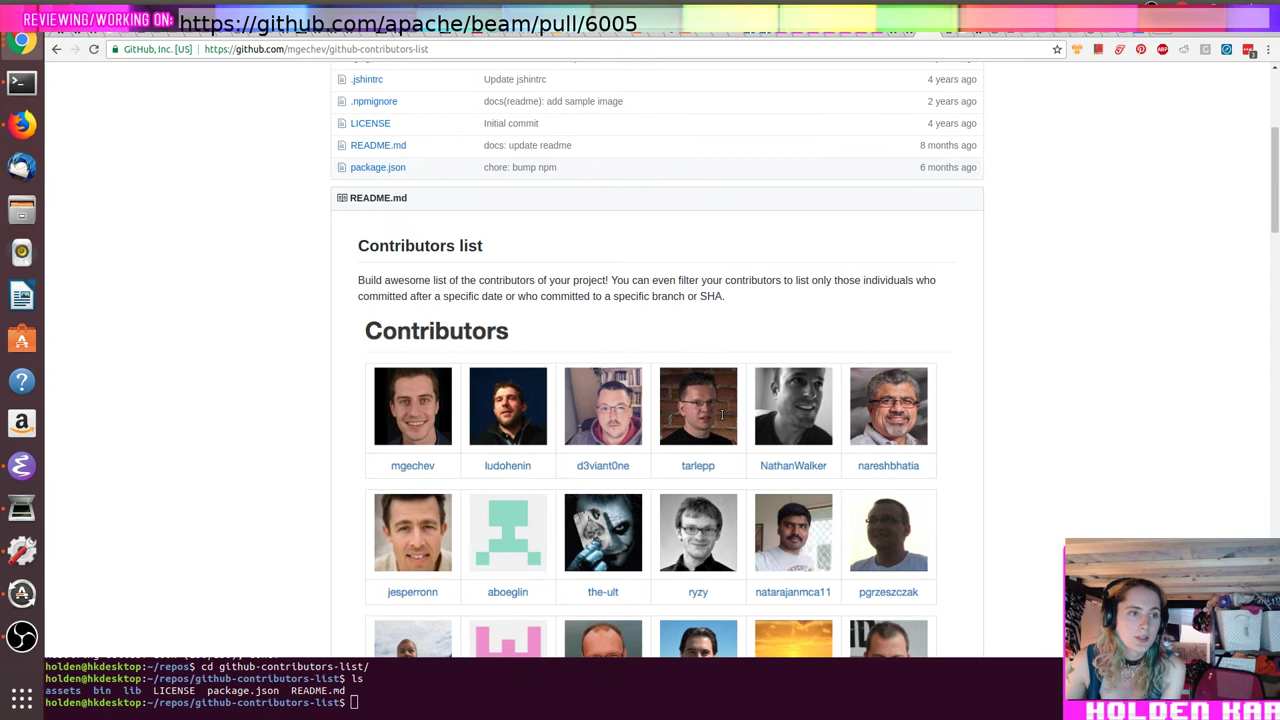 REVIEWING/WORKING ON: https://github.com/apache/beam/pull/6005
GitHub, Inc. [US] https://github.com/mgechev/github-contributors-list
.jshintrc Update jshintrc 4 years ago
.npmignore docs(readme): add sample image 2 years ago
LICENSE Initial commit 4 years ago
README.md docs: update readme 8 months ago
package.json chore: bump npm 6 months ago
README.md
Contributors list
Build awesome list of the contributors of your project! You can even filter your contributors to list only those individuals who
committed after a specific date or who committed to a specific branch or SHA.
Contributors
mgechev ludohenin d3viant0ne tarlepp NathanWalker nareshbhatia
jesperronn aboeglin the-ult ryzy natarajanmca11 pgrzeszczak
holden@hkdesktop:~/repos$ cd github-contributors-list/
holden@hkdesktop:~/repos/github-contributors-list$ ls
assets bin lib LICENSE package.json README.md
holden@hkdesktop:~/repos/github-contributors-list$
HOLDEN KAR